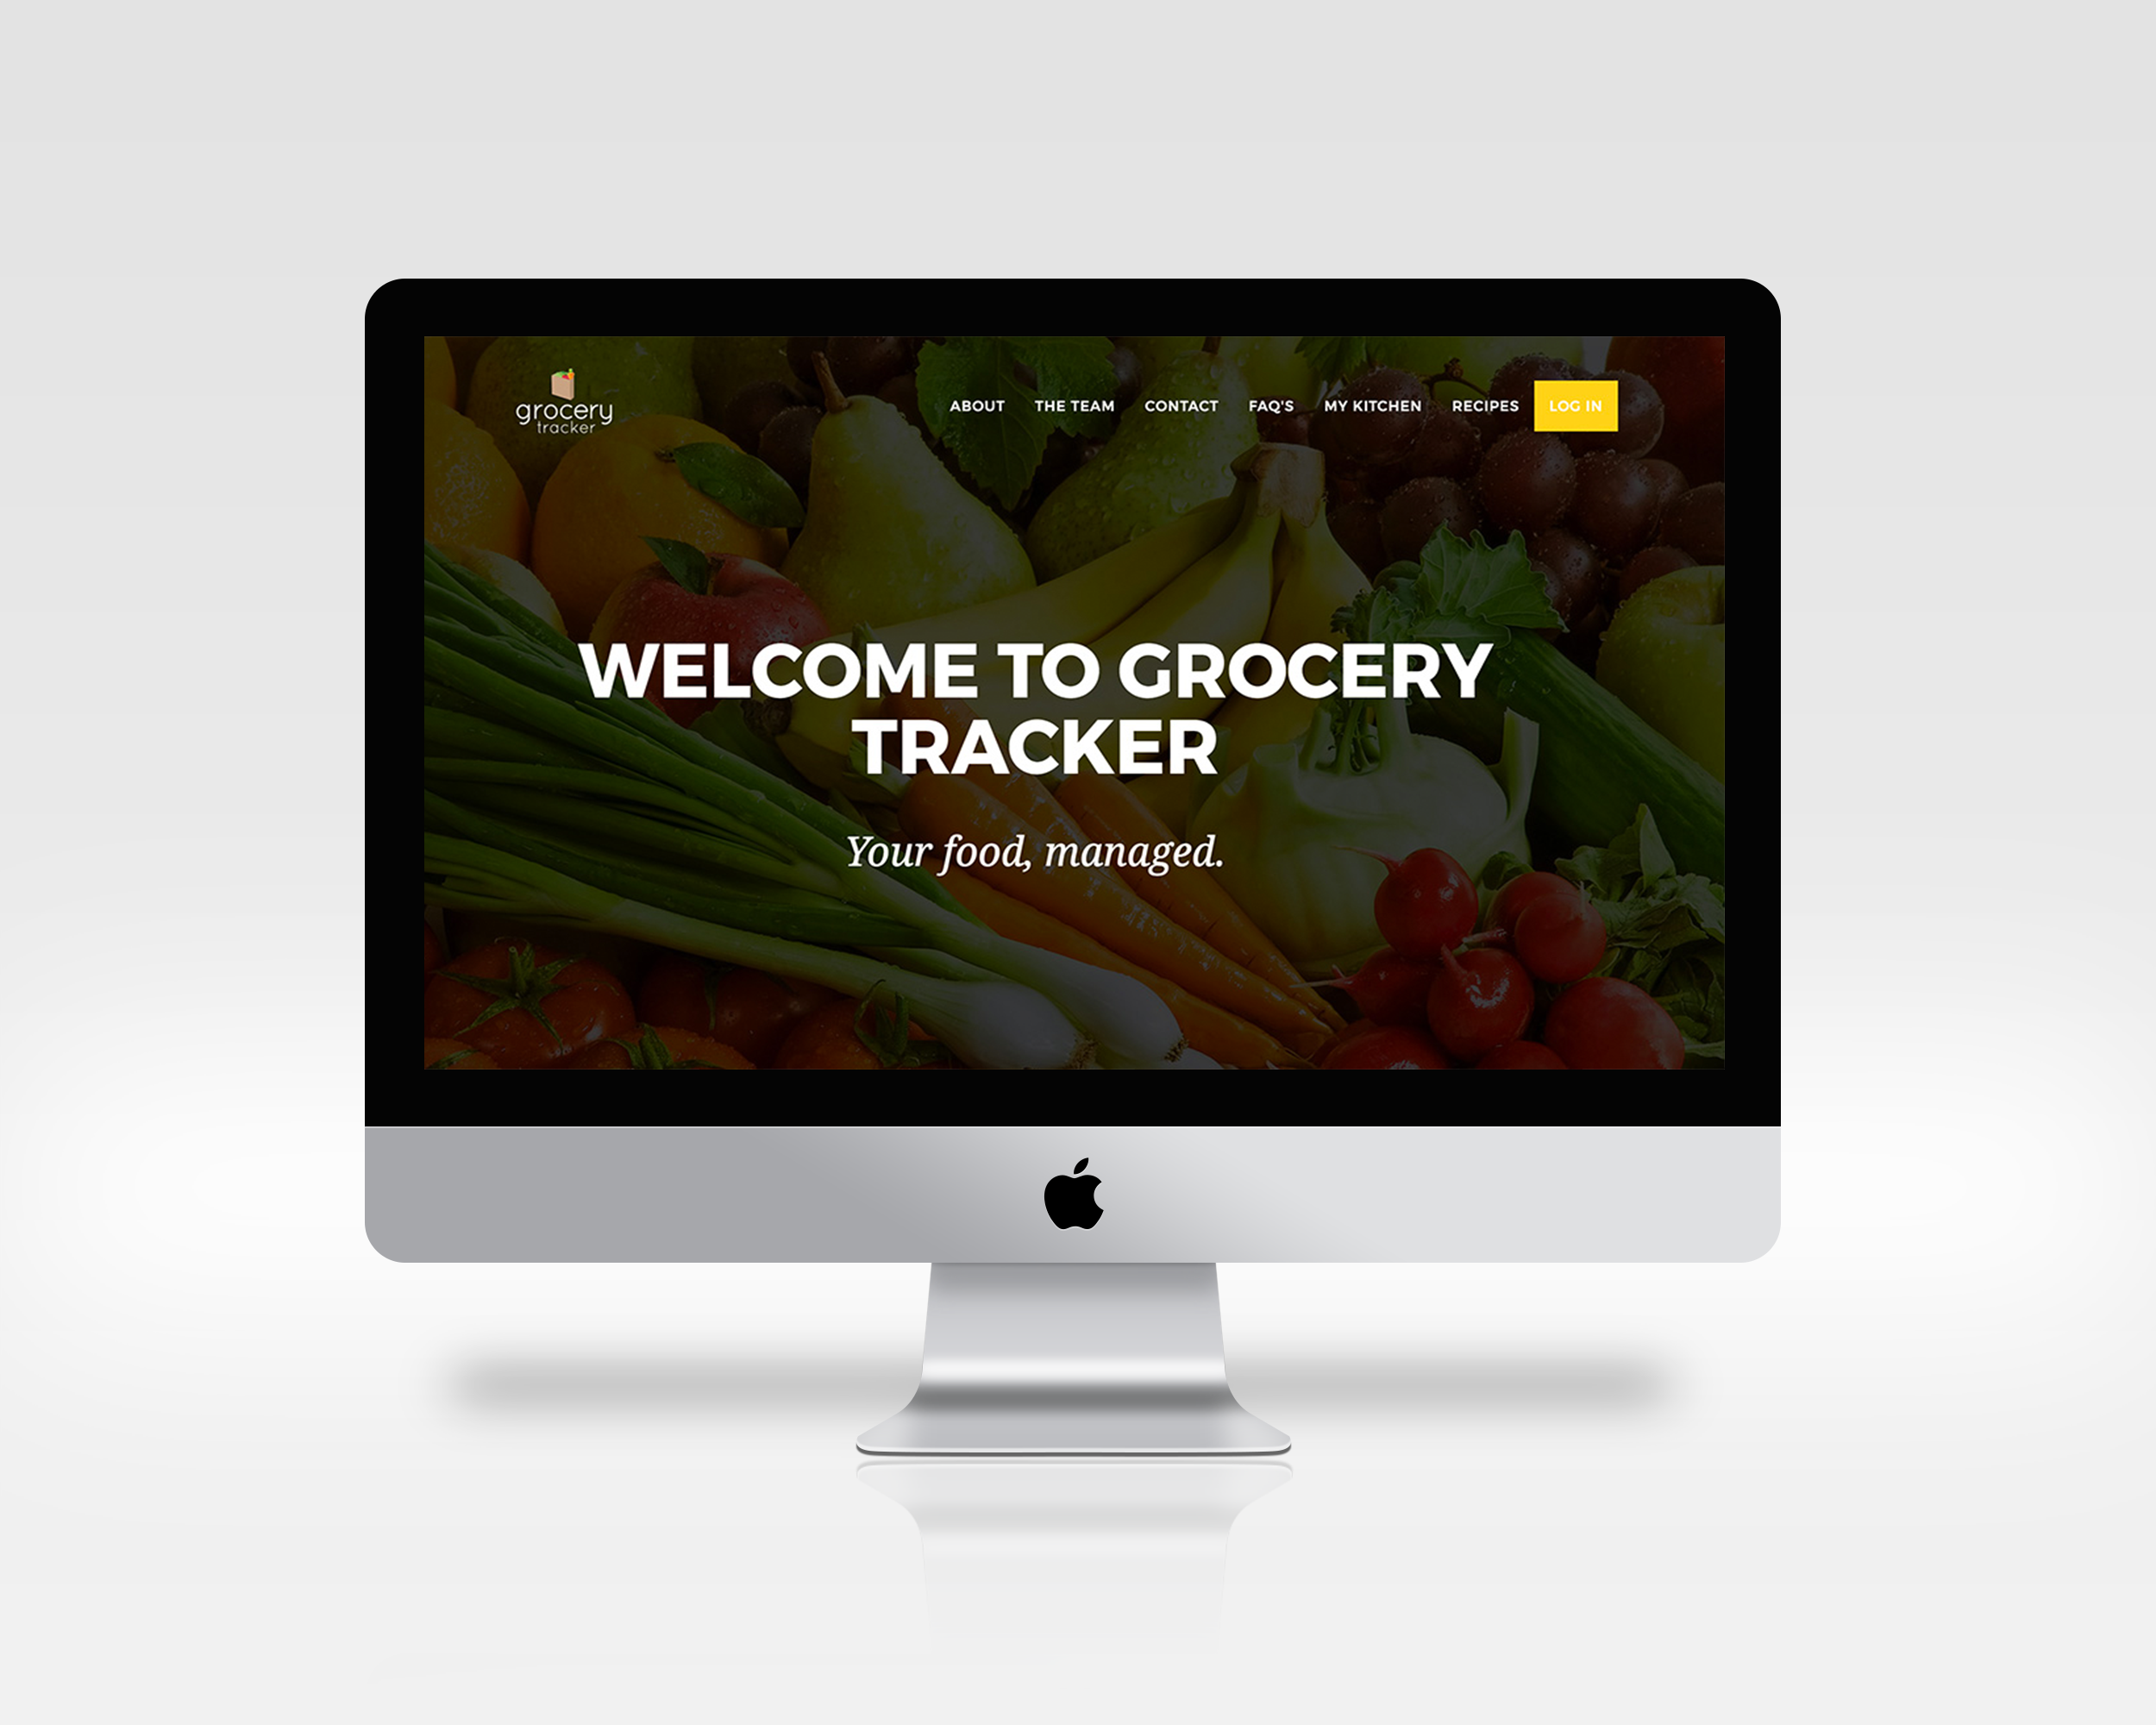 grocery
tracker
ABOUT THE TEAM CONTACT FAQ'S MY KITCHEN RECIPES LOG IN
WELCOME TO GROCERY
TRACKER
Your food, managed.